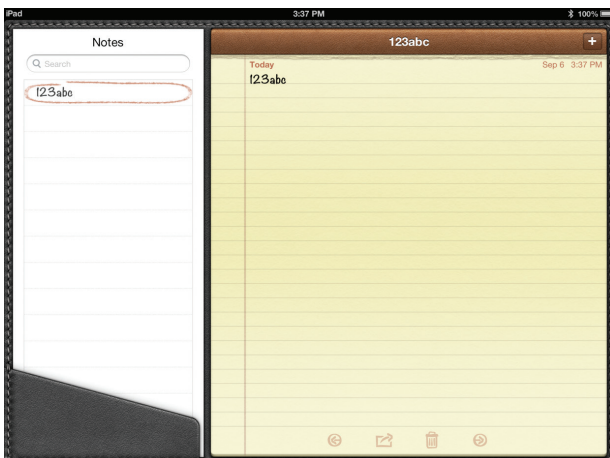 iPad 3:37 PM 100%
Notes
123abc
+
Search
123abc
Today Sep 6 3:37 PM
123abc